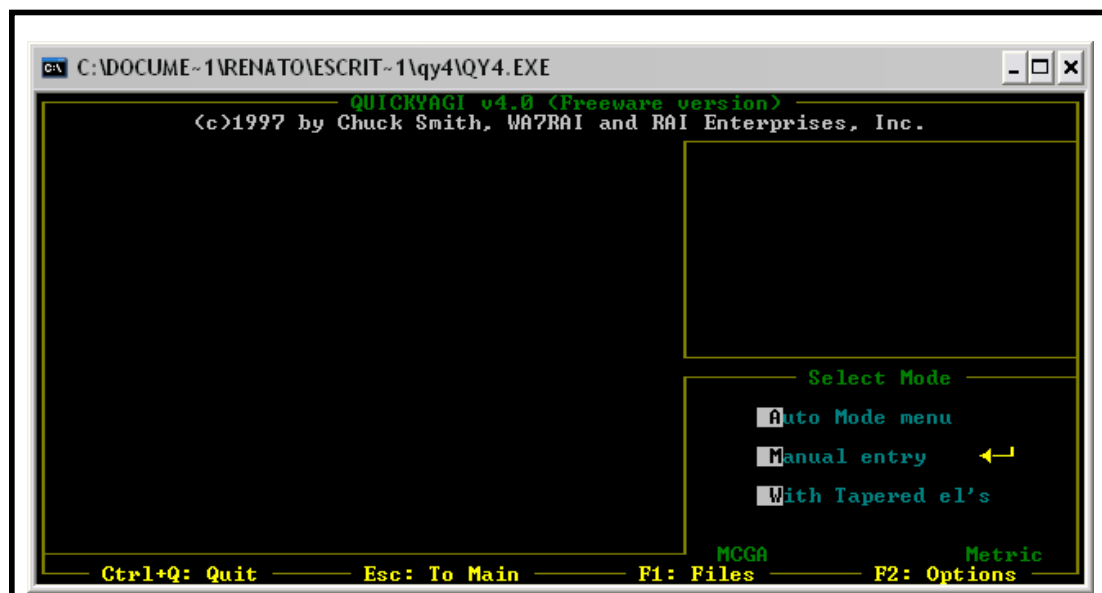 C:\DOCUME~1\RENATO\ESCRIT~1\qy4\QY4.EXE
QUICKYAGI v4.0 (Freeware version)
(c)1997 by Chuck Smith, WA7RAI and RAI Enterprises, Inc.
Select Mode
Auto Mode menu
Manual entry
With Tapered el's
MCGA Metric
Ctrl+Q: Quit Esc: To Main F1: Files F2: Options